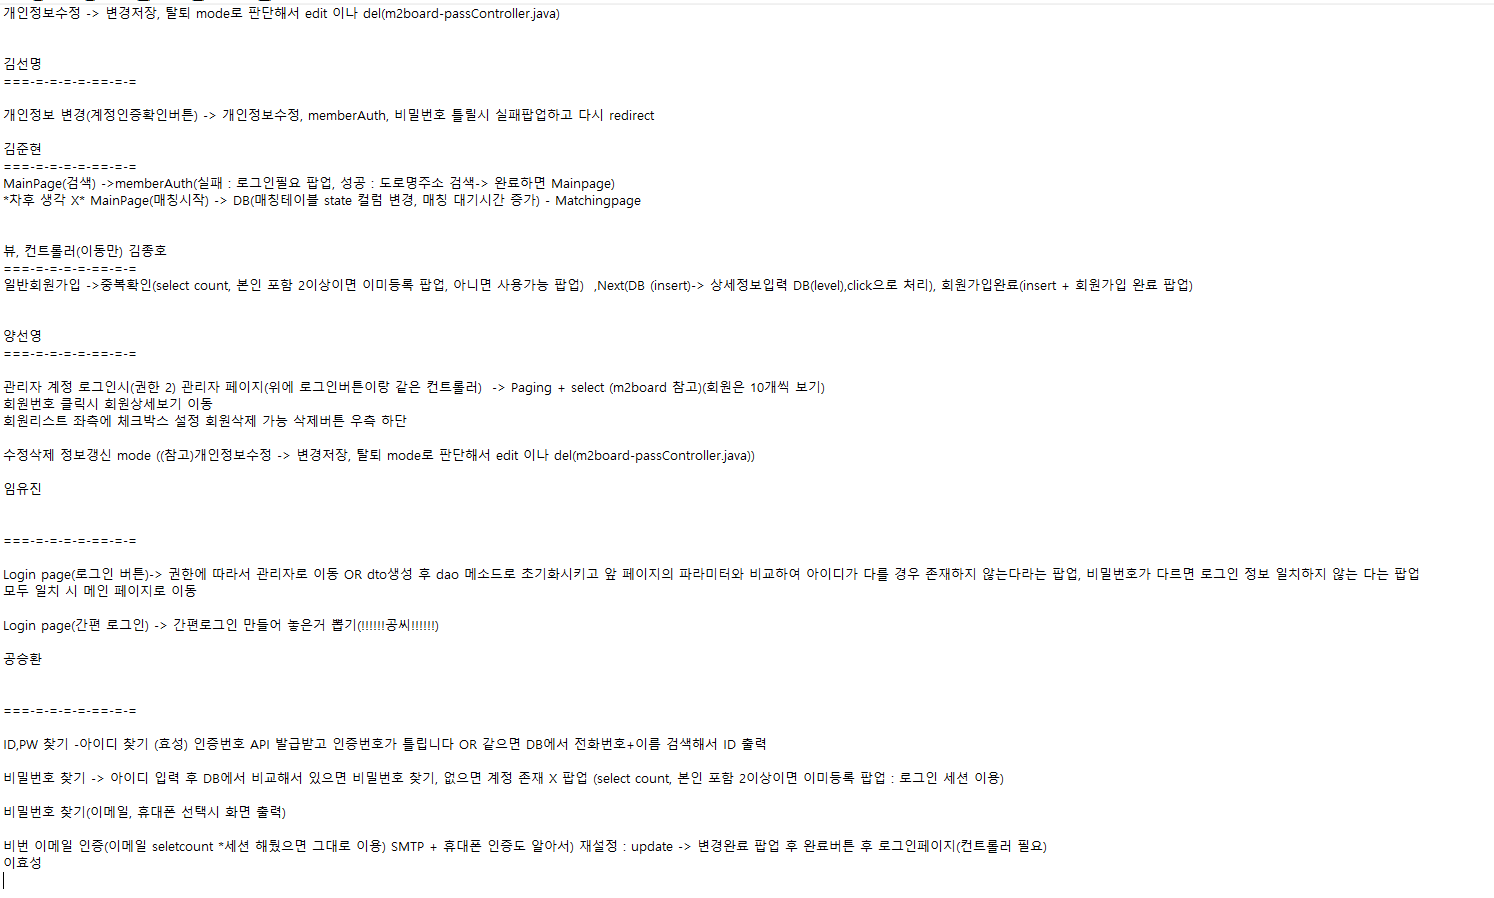 개인정보수정 -> 변경저장, 탈퇴 mode로 판단해서 edit 이나 del(m2board-passController.java)
김선명
===-=-=-=-=-==-=-=
개인정보 변경(계정인증확인버튼) -> 개인정보수정, memberAuth, 비밀번호 틀릴시 실패팝업하고 다시 redirect
김준현
===-=-=-=-=-==-=-=
MainPage(검색) ->memberAuth(실패 : 로그인필요 팝업, 성공 : 도로명주소 검색-> 완료하면 Mainpage)
*차후 생각 X* MainPage(매칭시작) -> DB(매칭테이블 state 컬럼 변경, 매칭 대기시간 증가) - Matchingpage
뷰, 컨트롤러(이동만) 김종호
===-=-=-=-=-==-=-=
일반회원가입 ->중복확인(select count, 본인 포함 2이상이면 이미등록 팝업, 아니면 사용가능 팝업)  ,Next(DB (insert)-> 상세정보입력 DB(level),click으로 처리), 회원가입완료(insert + 회원가입 완료 팝업)
양선영
===-=-=-=-=-==-=-=
관리자 계정 로그인시(권한 2) 관리자 페이지(위에 로그인버튼이랑 같은 컨트롤러)  -> Paging + select (m2board 참고)(회원은 10개씩 보기)
회원번호 클릭시 회원상세보기 이동
회원리스트 좌측에 체크박스 설정 회원삭제 가능 삭제버튼 우측 하단
수정삭제 정보갱신 mode ((참고)개인정보수정 -> 변경저장, 탈퇴 mode로 판단해서 edit 이나 del(m2board-passController.java))
임유진
===-=-=-=-=-==-=-=
Login page(로그인 버튼)-> 권한에 따라서 관리자로 이동 OR dto생성 후 dao 메소드로 초기화시키고 앞 페이지의 파라미터와 비교하여 아이디가 다를 경우 존재하지 않는다라는 팝업, 비밀번호가 다르면 로그인 정보 일치하지 않는 다는 팝업
모두 일치 시 메인 페이지로 이동
Login page(간편 로그인) -> 간편로그인 만들어 놓은거 뽑기(!!!!!!공씨!!!!!!)
공승환
===-=-=-=-=-==-=-=
ID,PW 찾기 -아이디 찾기 (효성) 인증번호 API 발급받고 인증번호가 틀립니다 OR 같으면 DB에서 전화번호+이름 검색해서 ID 출력
비밀번호 찾기 -> 아이디 입력 후 DB에서 비교해서 있으면 비밀번호 찾기, 없으면 계정 존재 X 팝업 (select count, 본인 포함 2이상이면 이미등록 팝업 : 로그인 세션 이용)
비밀번호 찾기(이메일, 휴대폰 선택시 화면 출력)
비번 이메일 인증(이메일 seletcount *세션 해줬으면 그대로 이용) SMTP + 휴대폰 인증도 알아서) 재설정 : update -> 변경완료 팝업 후 완료버튼 후 로그인페이지(컨트롤러 필요)
이효성